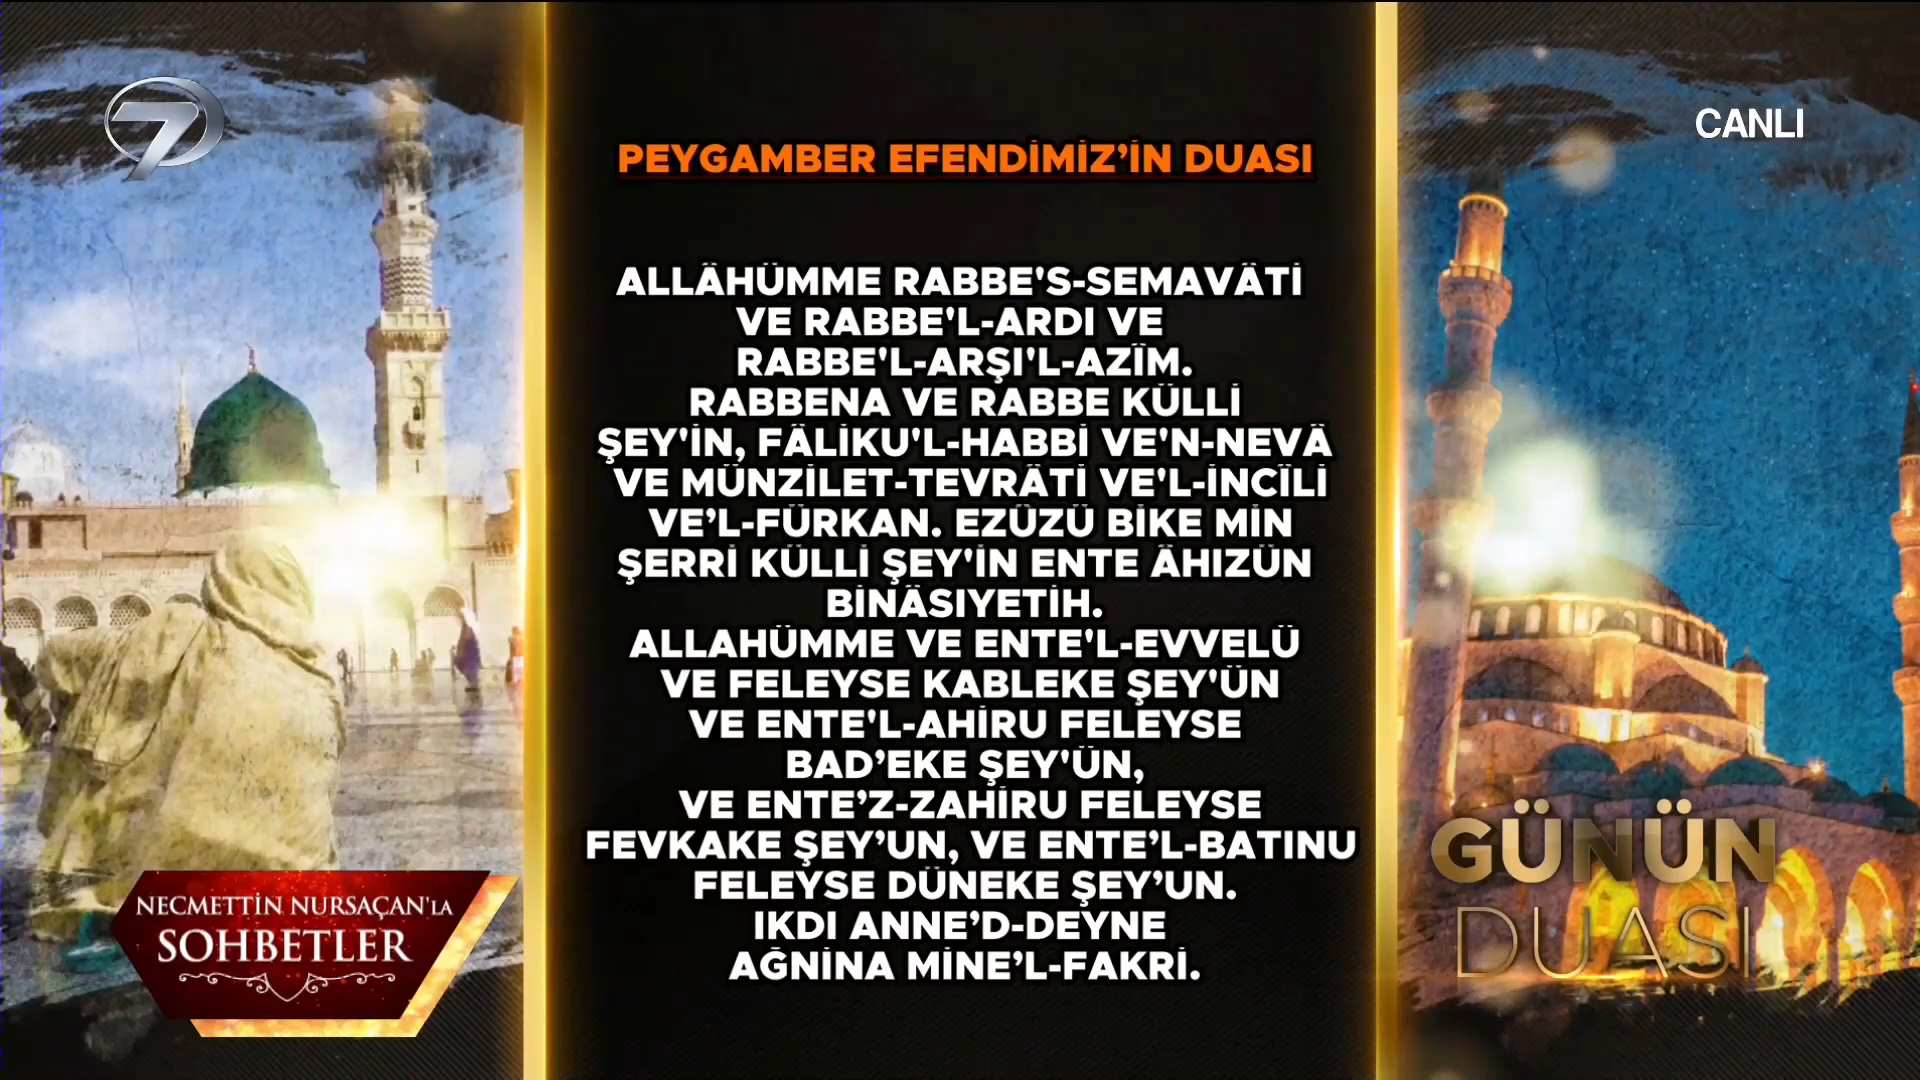 7
CANLI
PEYGAMBER EFENDİMİZ’İN DUASI
ALLÂHÜMME RABBE'S-SEMAVÂTİ
VE RABBE'L-ARDI VE
RABBE'L-ARŞI'L-AZÎM.
RABBENA VE RABBE KÜLLİ
ŞEY'İN, FÂLİKU'L-HABBİ VE'N-NEVÂ
VE MÜNZİLET-TEVRÂTİ VE'L-İNCÎLİ
VE’L-FÜRKAN. EZÜZÜ BİKE MİN
ŞERRİ KÜLLİ ŞEY'İN ENTE ÂHIZÜN
BİNÂSIYETİH.
ALLAHÜMME VE ENTE'L-EVVELÜ
VE FELEYSE KABLEKE ŞEY'ÜN
VE ENTE'L-AHİRU FELEYSE
BAD’EKE ŞEY'ÜN,
VE ENTE’Z-ZAHİRU FELEYSE
FEVKAKE ŞEY’UN, VE ENTE’L-BATINU
FELEYSE DÜNEKE ŞEY’UN.
IKDI ANNE’D-DEYNE
AĞNİNA MİNE’L-FAKRİ.
NECMETTİN NURSAÇAN'LA
SOHBETLER
GÜNÜN
DUASI